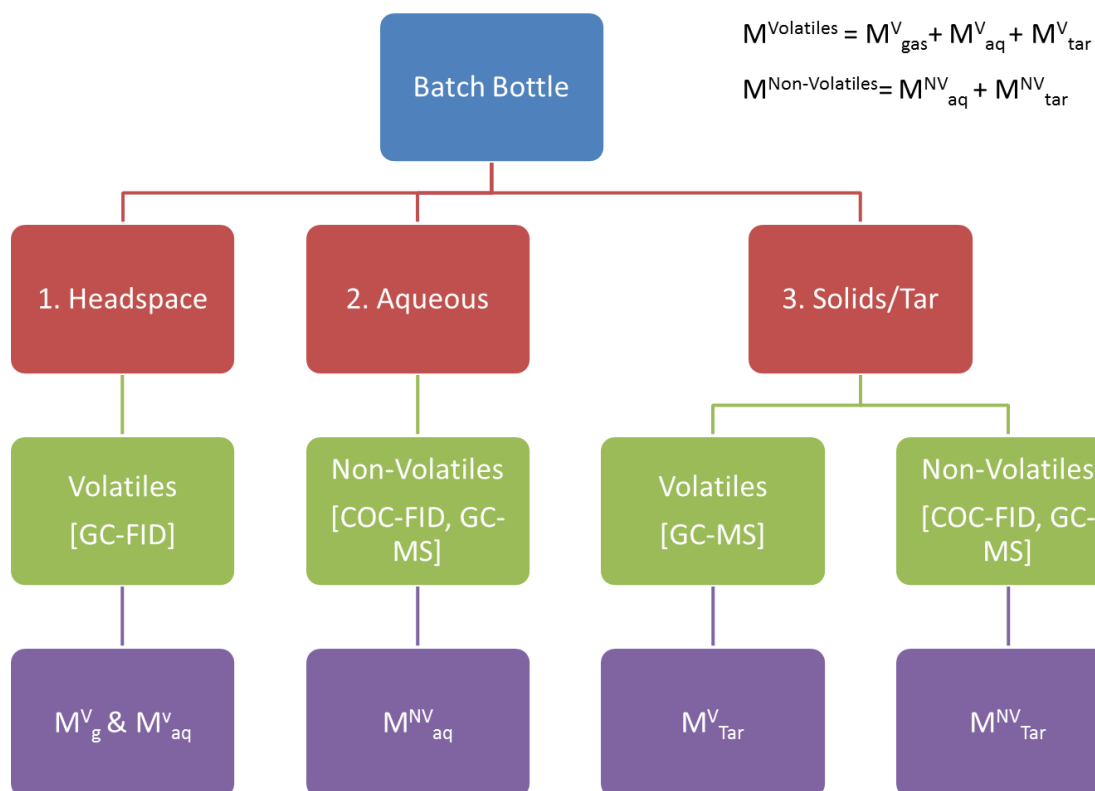 M^Volatiles = M^V_gas + M^V_aq + M^V_tar
M^Non-Volatiles = M^NV_aq + M^NV_tar
Batch Bottle
1. Headspace
2. Aqueous
3. Solids/Tar
Volatiles
[GC-FID]
Non-Volatiles
[COC-FID, GC-
MS]
Volatiles
[GC-MS]
Non-Volatiles
[COC-FID, GC-
MS]
M^V_g & M^v_aq
M^NV_aq
M^V_Tar
M^NV_Tar